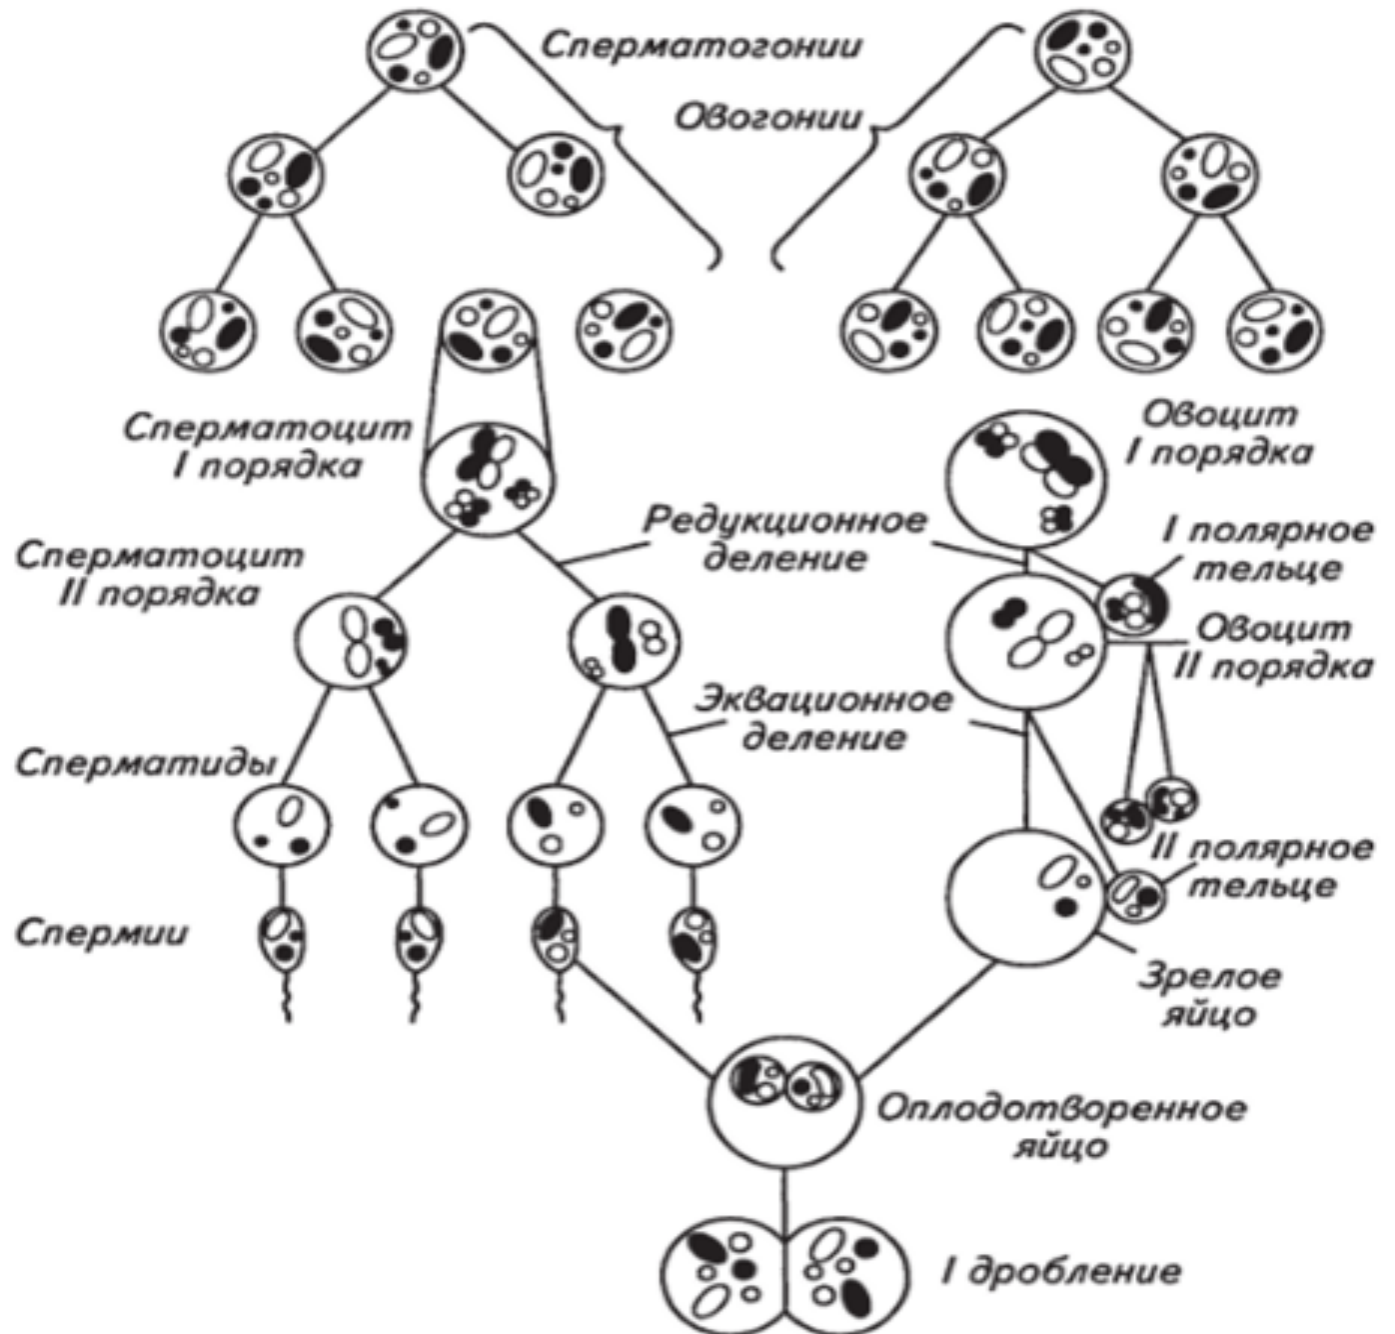 Сперматогонии
Овогонии
Сперматоцит
I порядка
Овоцит
I порядка
Редукционное
деление
I полярное
тельце
Сперматоцит
II порядка
Овоцит
II порядка
Эквационное
деление
Сперматиды
II полярное
тельце
Спермии
Зрелое
яйцо
Оплодотворенное
яйцо
I дробление